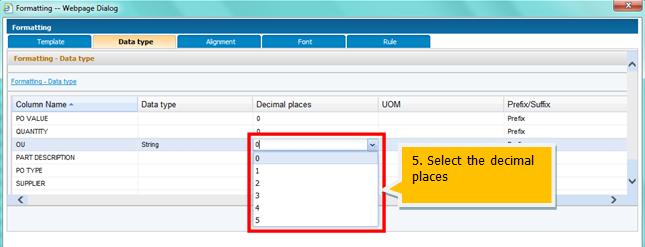 Formatting -- Webpage Dialog
Formatting
Template Data type Alignment Font Rule
Formatting - Data type
Formatting - Data type
Column Name Data type Decimal places UOM Prefix/Suffix
PO VALUE 0 Prefix
QUANTITY 0 Prefix
OU String 0 Prefix
PART DESCRIPTION 0
PO TYPE 1
SUPPLIER 2
3
4
5
5. Select the decimal
places